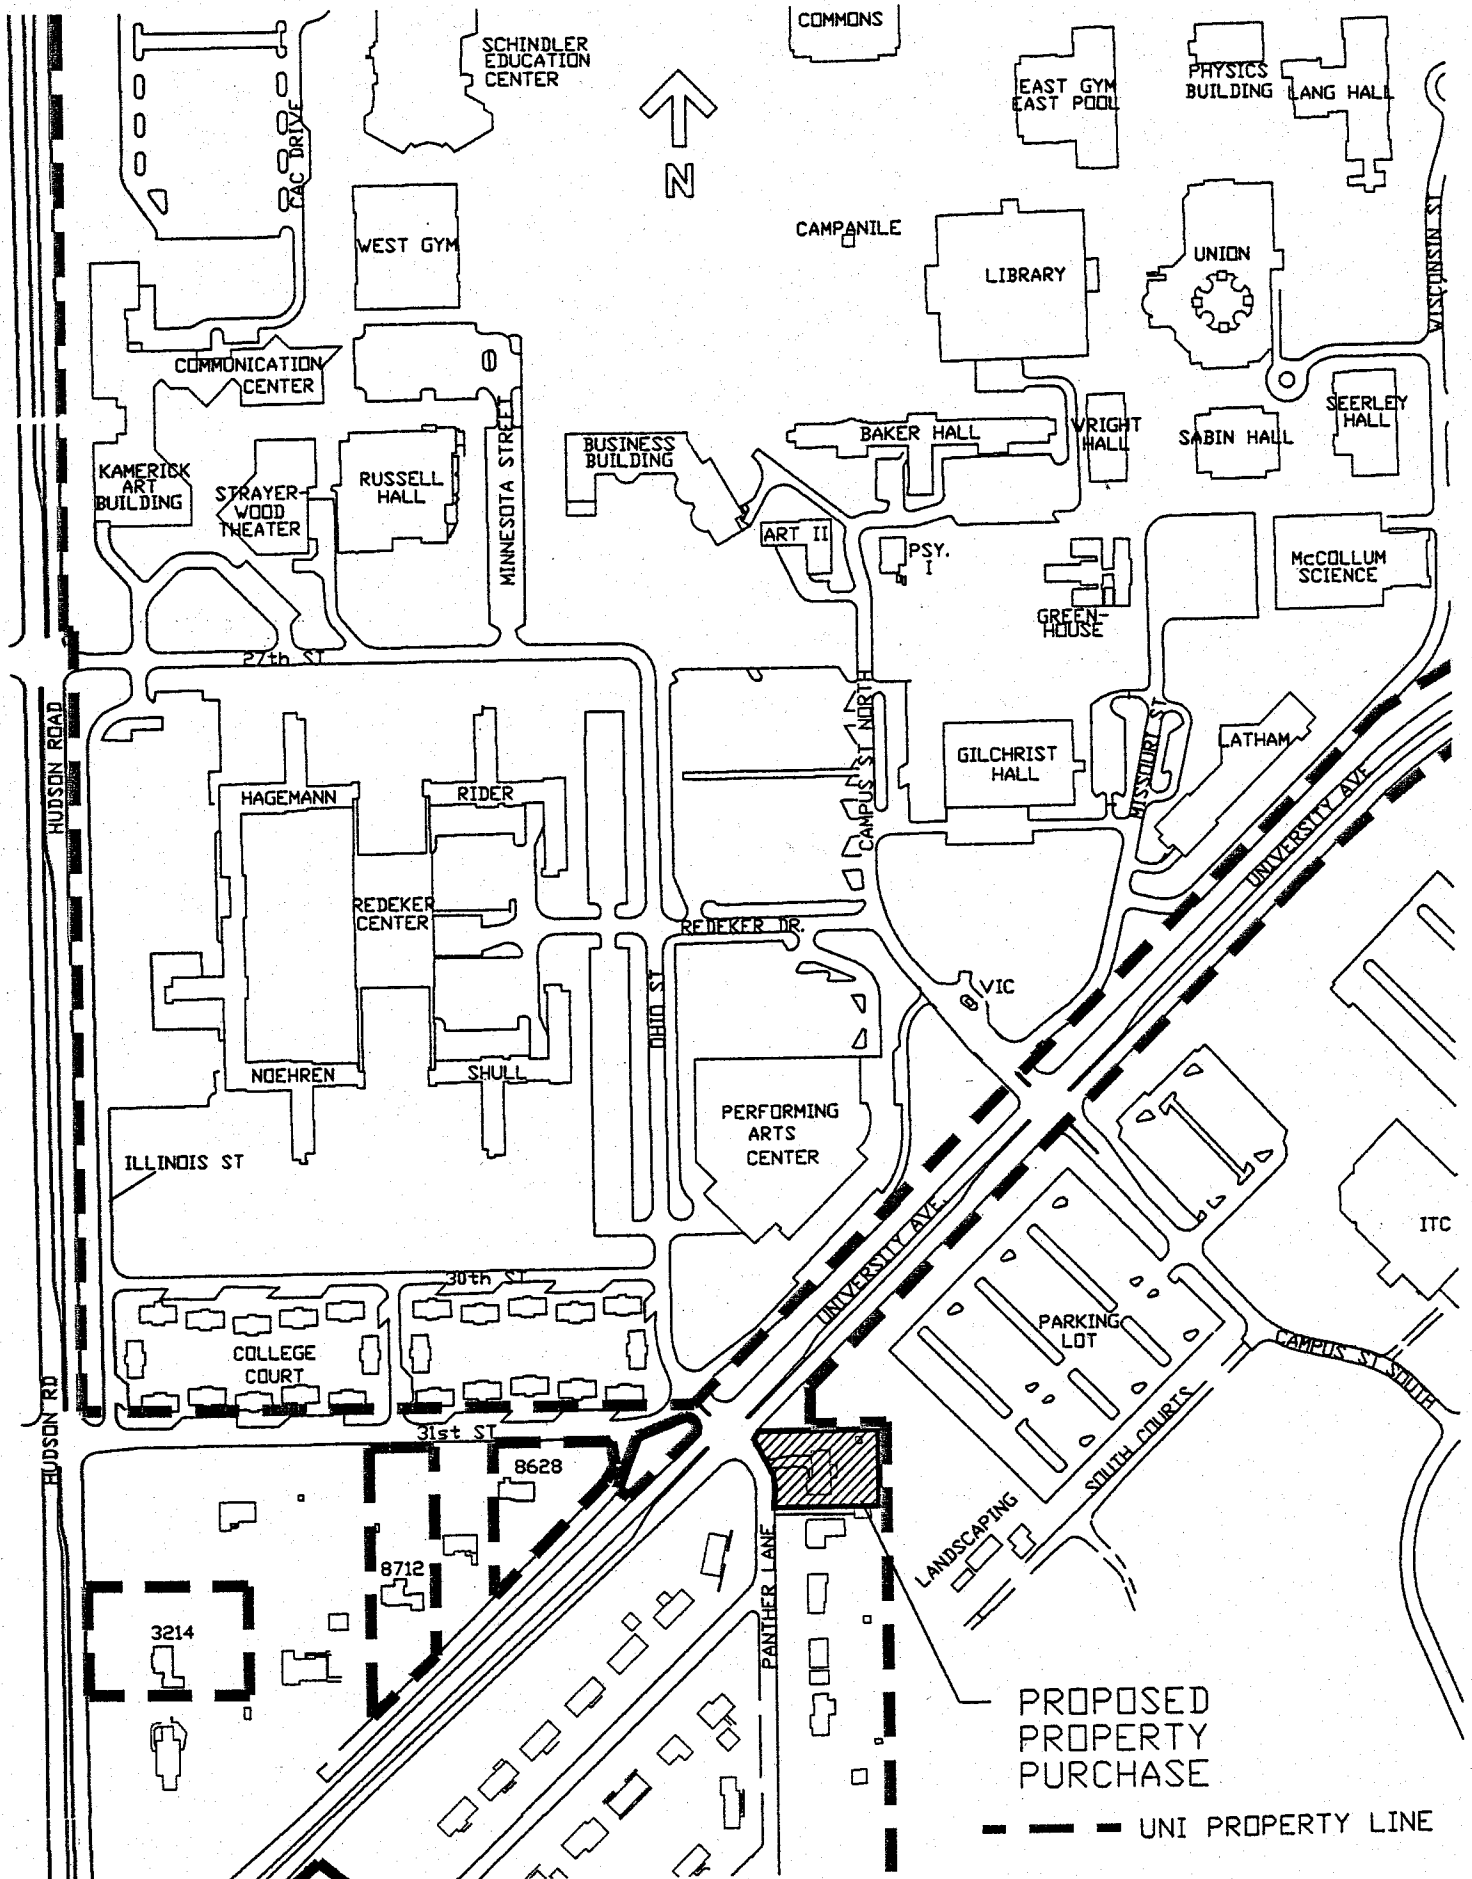 COMMONS
SCHINDLER
EDUCATION
CENTER
PHYSICS
BUILDING
LANG HALL
EAST GYM
EAST POOL
CAC DRIVE
N
WISCONSIN ST
CAMPANILE
WEST GYM
UNION
LIBRARY
COMMUNICATION
CENTER
SEERLEY
HALL
WRIGHT
HALL
BAKER HALL
SABIN HALL
BUSINESS
BUILDING
MINNESOTA STREET
KAMERICK
ART
BUILDING
STRAYER-
WOOD
THEATER
RUSSELL
HALL
ART II
PSY.
I
McCOLLUM
SCIENCE
GREEN-
HOUSE
27th ST
HUDSON ROAD
CAMPUS ST NORTH
MISSOURI ST
LATHAM
GILCHRIST
HALL
UNIVERSITY AVE
HAGEMANN
RIDER
REDEKER
CENTER
REDEKER DR.
OHIO ST
VIC
NOEHREN
SHULL
PERFORMING
ARTS
CENTER
ILLINOIS ST
ITC
30th ST
UNIVERSITY AVE.
PARKING
LOT
CAMPUS ST SOUTH
COLLEGE
COURT
HUDSON RD
31st ST
SOUTH COURTS
8628
LANDSCAPING
8712
PANTHER LANE
3214
PROPOSED
PROPERTY
PURCHASE
UNI PROPERTY LINE